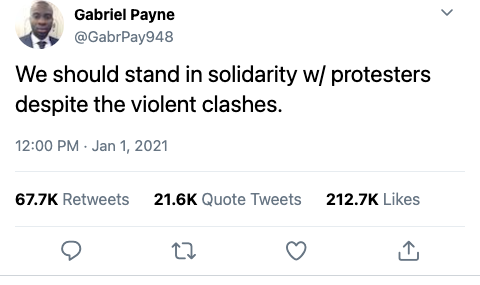 Gabriel Payne
@GabrPay948
We should stand in solidarity w/ protesters
despite the violent clashes.
12:00 PM · Jan 1, 2021
67.7K Retweets 21.6K Quote Tweets 212.7K Likes